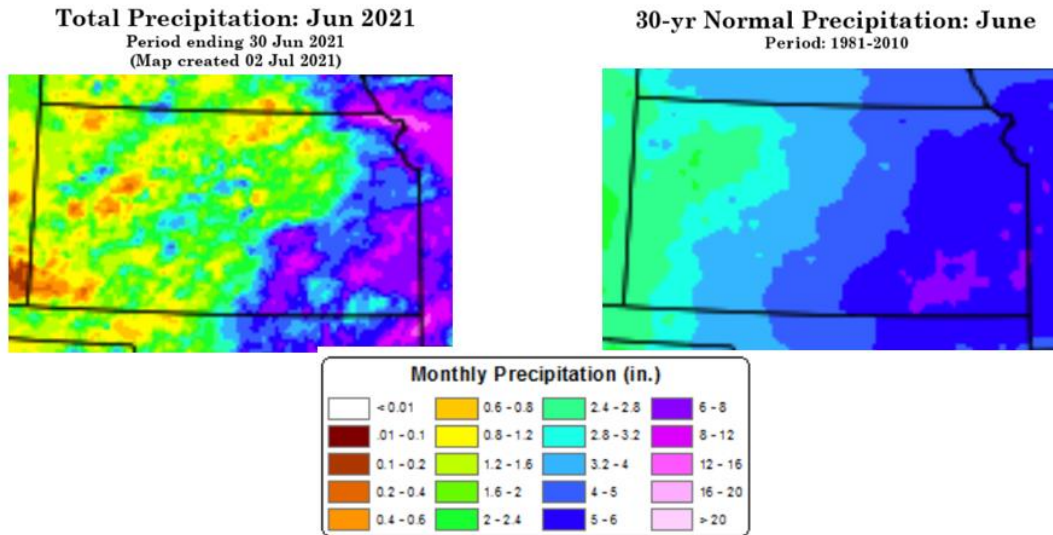 Total Precipitation: Jun 2021
Period ending 30 Jun 2021
(Map created 02 Jul 2021)
30-yr Normal Precipitation: June
Period: 1981-2010
Monthly Precipitation (in.)
< 0.01
.01 - 0.1
0.1 - 0.2
0.2 - 0.4
0.4 - 0.6
0.6 - 0.8
0.8 - 1.2
1.2 - 1.6
1.6 - 2
2 - 2.4
2.4 - 2.8
2.8 - 3.2
3.2 - 4
4 - 5
5 - 6
6 - 8
8 - 12
12 - 16
16 - 20
> 20